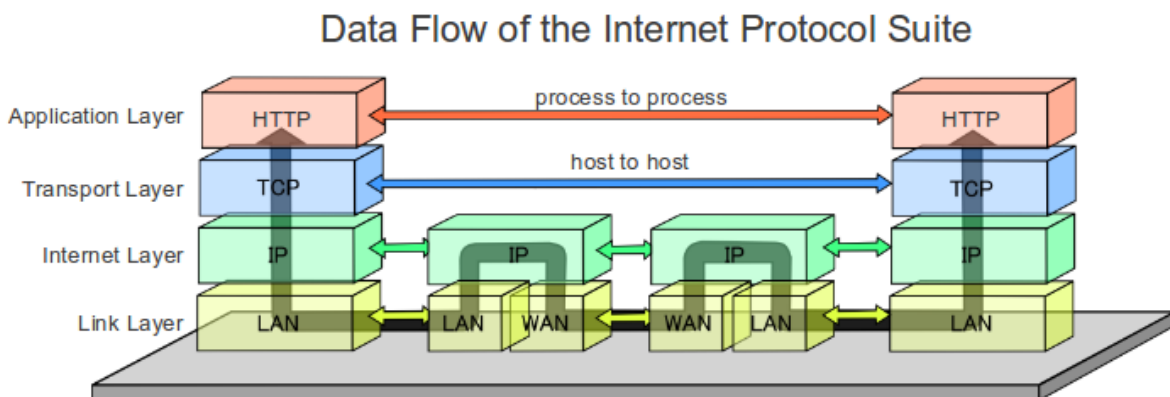 Data Flow of the Internet Protocol Suite
Application Layer HTTP process to process HTTP
Transport Layer TCP host to host TCP
Internet Layer IP IP IP IP
Link Layer LAN LAN WAN WAN LAN LAN